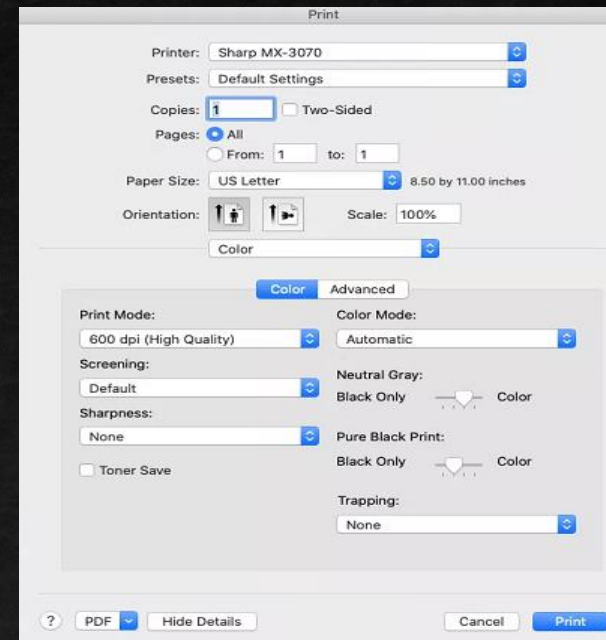 Print
Printer: Sharp MX-3070
Presets: Default Settings
Copies: 1 Two-Sided
Pages: All
From: 1 to: 1
Paper Size: US Letter 8.50 by 11.00 inches
Orientation: Scale: 100%
Color
Color Advanced
Print Mode: Color Mode:
600 dpi (High Quality) Automatic
Screening: Neutral Gray:
Default Black Only Color
Sharpness: Pure Black Print:
None Black Only Color
Toner Save
Trapping:
None
? PDF Hide Details Cancel Print